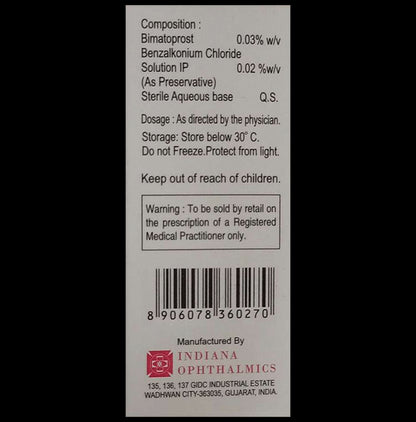 Composition :
Bimatoprost 0.03% w/v
Benzalkonium Chloride
Solution IP 0.02 %w/v
(As Preservative)
Sterile Aqueous base Q.S.
Dosage : As directed by the physician.
Storage: Store below 30° C.
Do not Freeze.Protect from light.
Keep out of reach of children.
Warning : To be sold by retail on
the prescription of a Registered
Medical Practitioner only.
8 906078 360270
Manufactured By
INDIANA
OPHTHALMICS
135, 136, 137 GIDC INDUSTRIAL ESTATE
WADHWAN CITY-363035, GUJARAT, INDIA.